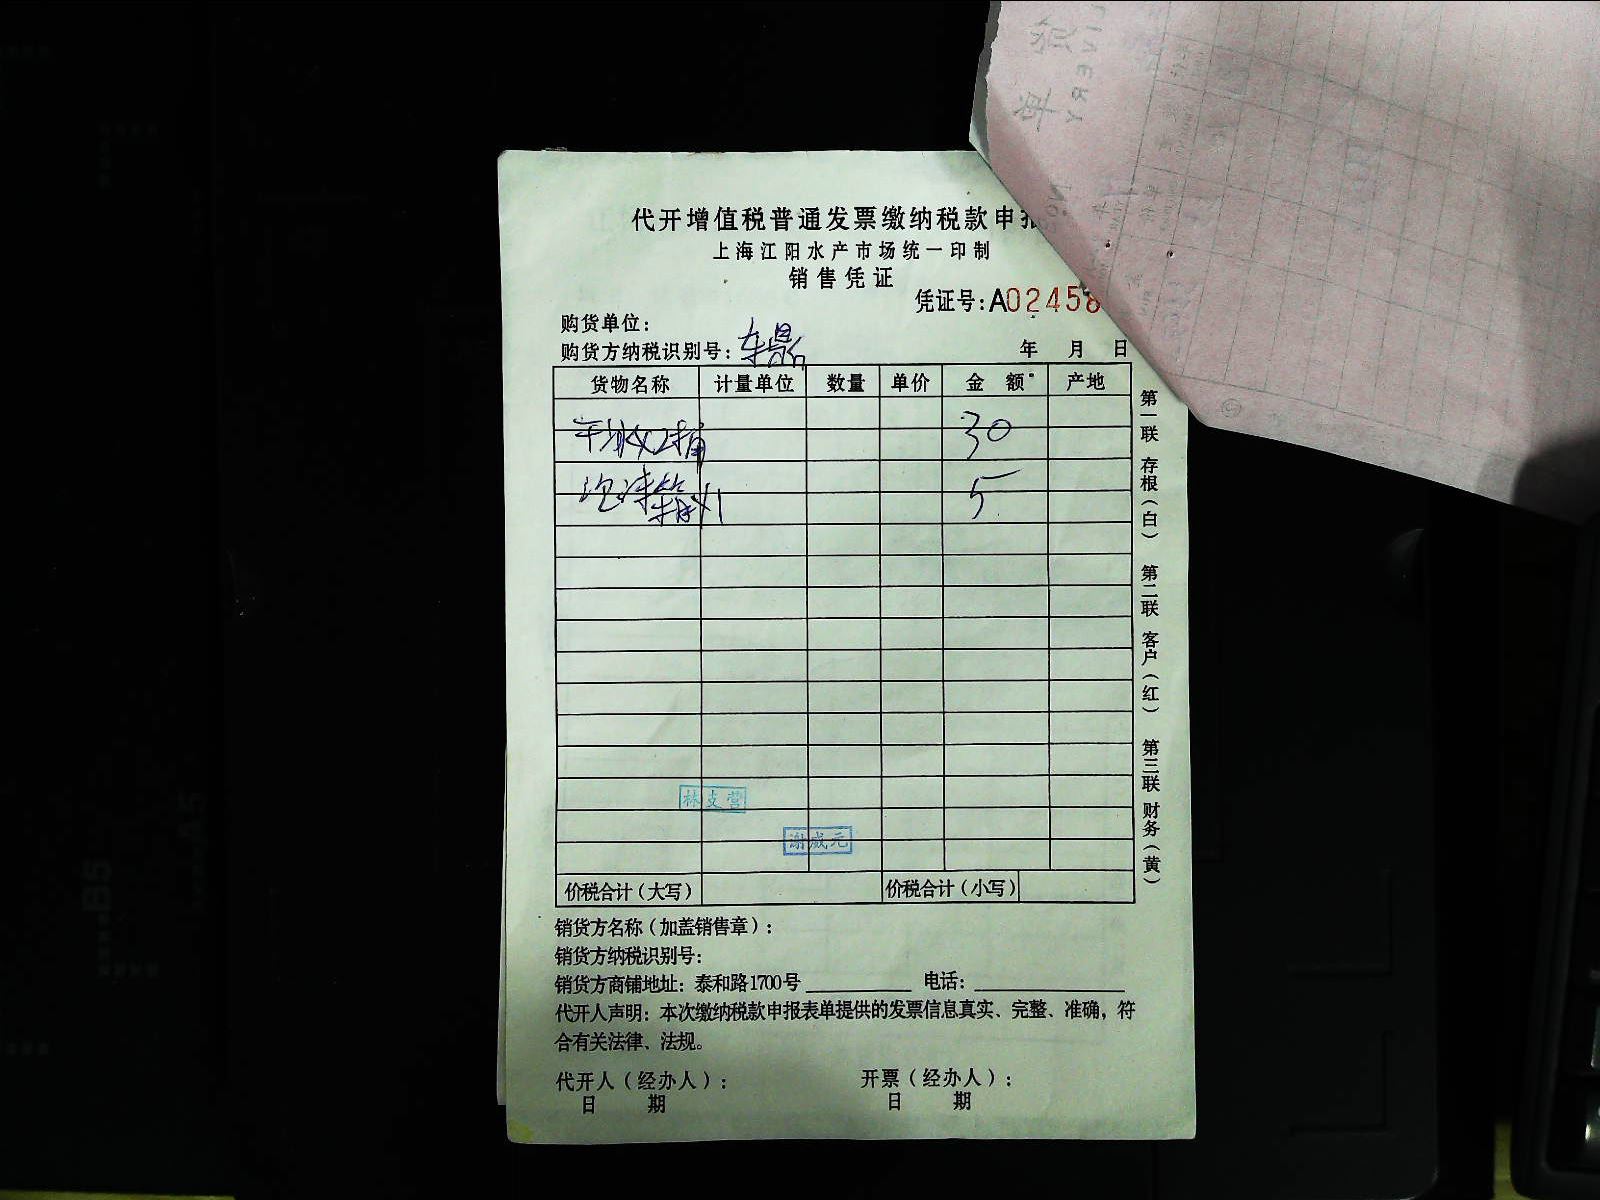 代开增值税普通发票缴纳税款申报
上海江阳水产市场统一印制
销售凭证
凭证号:A02458
购货单位:
购货方纳税识别号:
年 月 日
货物名称 计量单位 数量 单价 金额 产地
30
5
林支营
谢威元
价税合计(大写) 价税合计(小写)
销货方名称(加盖销售章):
销货方纳税识别号:
销货方商铺地址: 泰和路1700号 电话:
代开人声明: 本次缴纳税款申报表单提供的发票信息真实、完整、准确, 符
合有关法律、法规。
代开人(经办人): 开票(经办人):
日 期 日 期
第一联 存根(白) 第二联 客户(红) 第三联 财务(黄)